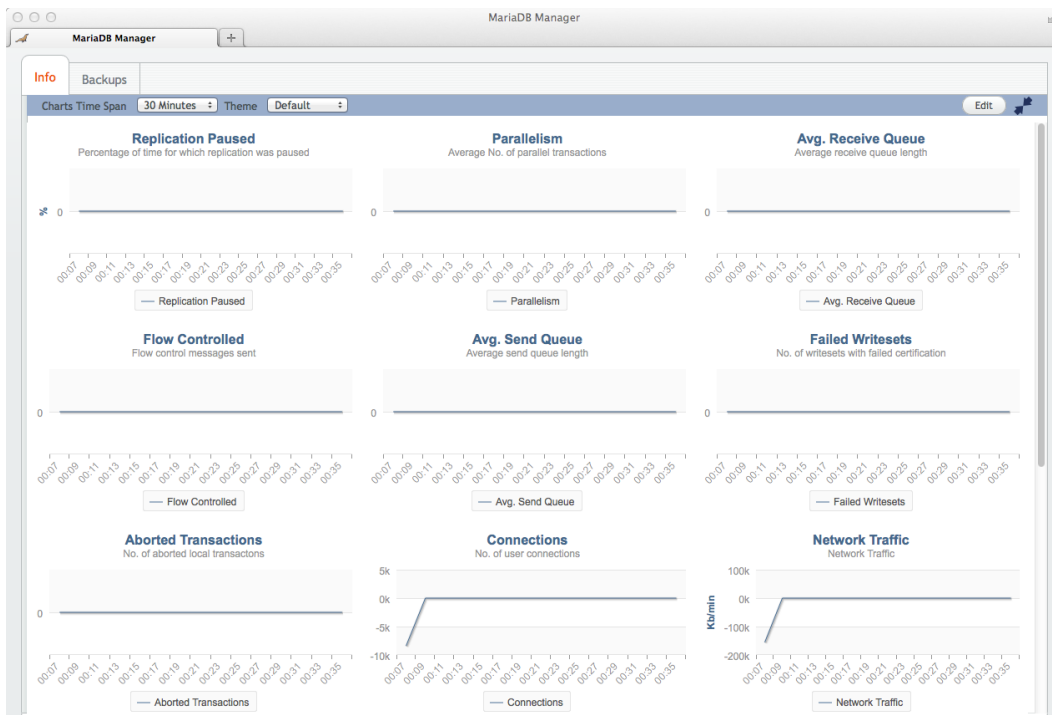 MariaDB Manager
MariaDB Manager
Info
Backups
Charts Time Span 30 Minutes Theme Default Edit
Replication Paused
Percentage of time for which replication was paused
%
0
00:07 00:09 00:11 00:13 00:15 00:17 00:19 00:21 00:23 00:25 00:27 00:29 00:31 00:33 00:35
Replication Paused
Parallelism
Average No. of parallel transactions
0
00:07 00:09 00:11 00:13 00:15 00:17 00:19 00:21 00:23 00:25 00:27 00:29 00:31 00:33 00:35
Parallelism
Avg. Receive Queue
Average receive queue length
0
00:07 00:09 00:11 00:13 00:15 00:17 00:19 00:21 00:23 00:25 00:27 00:29 00:31 00:33 00:35
Avg. Receive Queue
Flow Controlled
Flow control messages sent
0
00:07 00:09 00:11 00:13 00:15 00:17 00:19 00:21 00:23 00:25 00:27 00:29 00:31 00:33 00:35
Flow Controlled
Avg. Send Queue
Average send queue length
0
00:07 00:09 00:11 00:13 00:15 00:17 00:19 00:21 00:23 00:25 00:27 00:29 00:31 00:33 00:35
Avg. Send Queue
Failed Writesets
No. of writesets with failed certification
0
00:07 00:09 00:11 00:13 00:15 00:17 00:19 00:21 00:23 00:25 00:27 00:29 00:31 00:33 00:35
Failed Writesets
Aborted Transactions
No. of aborted local transactons
0
00:07 00:09 00:11 00:13 00:15 00:17 00:19 00:21 00:23 00:25 00:27 00:29 00:31 00:33 00:35
Aborted Transactions
Connections
No. of user connections
5k
0k
-5k
-10k
00:07 00:09 00:11 00:13 00:15 00:17 00:19 00:21 00:23 00:25 00:27 00:29 00:31 00:33 00:35
Connections
Network Traffic
Network Traffic
Kb/min
100k
0k
-100k
-200k
00:07 00:09 00:11 00:13 00:15 00:17 00:19 00:21 00:23 00:25 00:27 00:29 00:31 00:33 00:35
Network Traffic